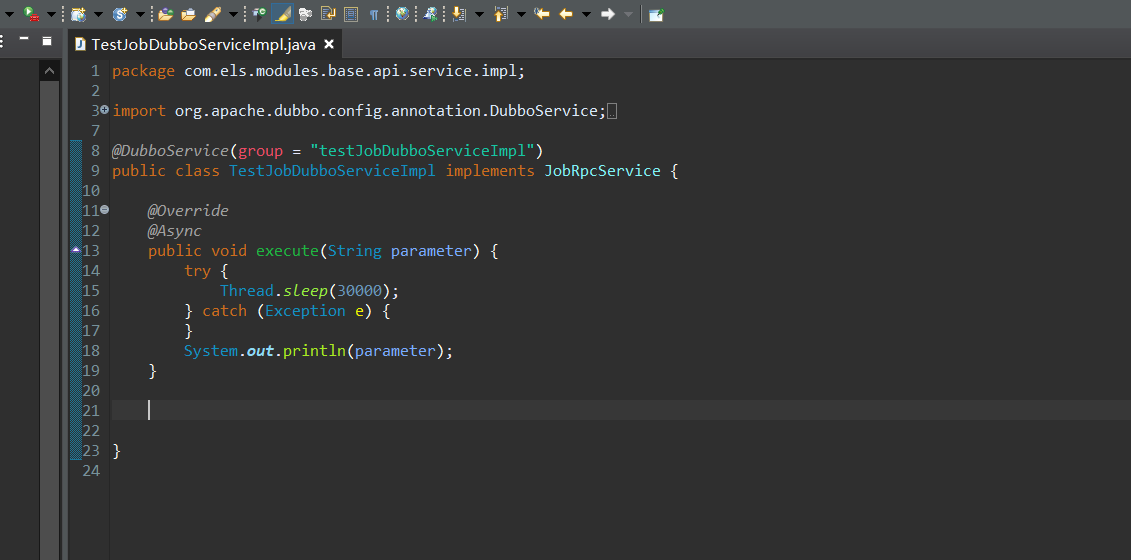 TestJobDubboServiceImpl.java
1 package com.els.modules.base.api.service.impl;
2
3 import org.apache.dubbo.config.annotation.DubboService;
7
8 @DubboService(group = "testJobDubboServiceImpl")
9 public class TestJobDubboServiceImpl implements JobRpcService {
10
11 @Override
12 @Async
13 public void execute(String parameter) {
14 try {
15 Thread.sleep(30000);
16 } catch (Exception e) {
17 }
18 System.out.println(parameter);
19 }
20
21
22
23 }
24